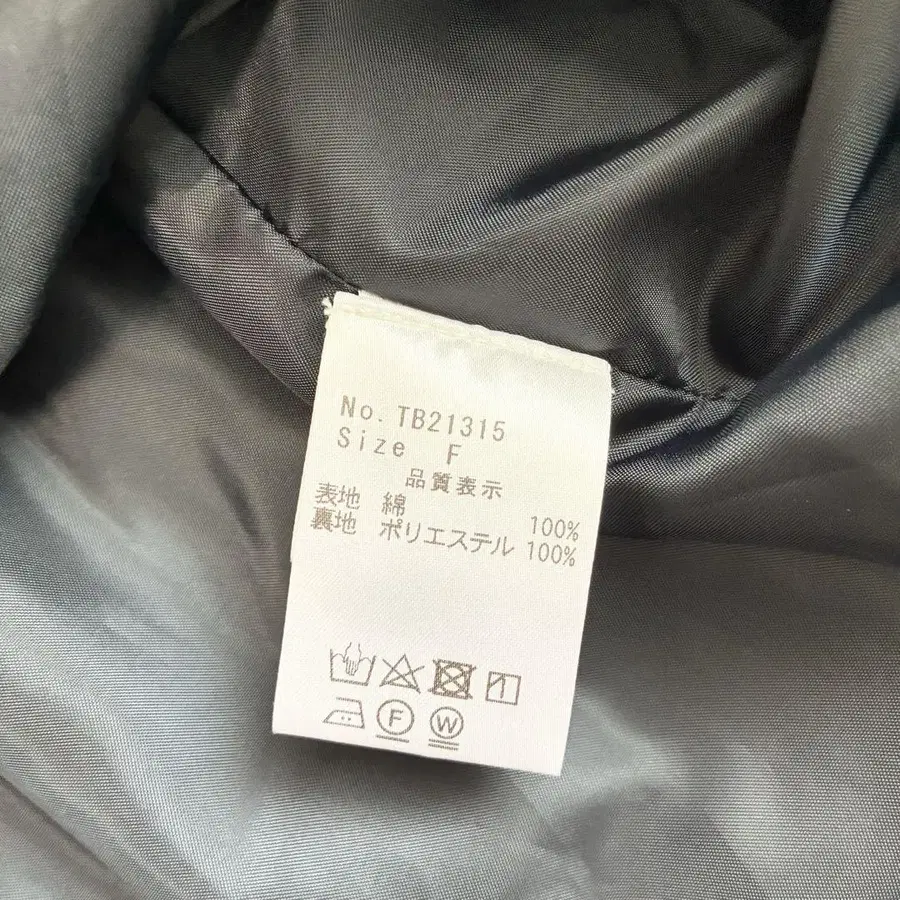 No. TB21315
Size F
品質表示
表地 綿 100%
裏地 ポリエステル 100%
F W